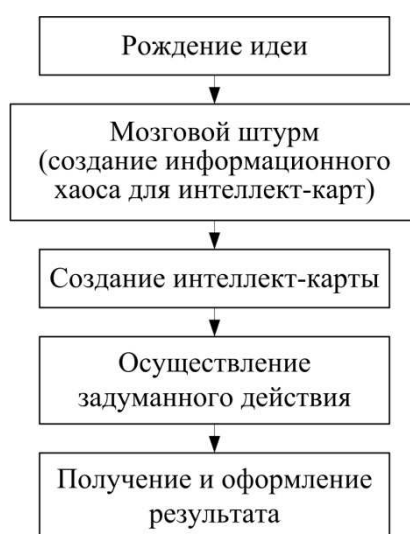 Рождение идеи
Мозговой штурм
(создание информационного
хаоса для интеллект-карт)
Создание интеллект-карты
Осуществление
задуманного действия
Получение и оформление
результата